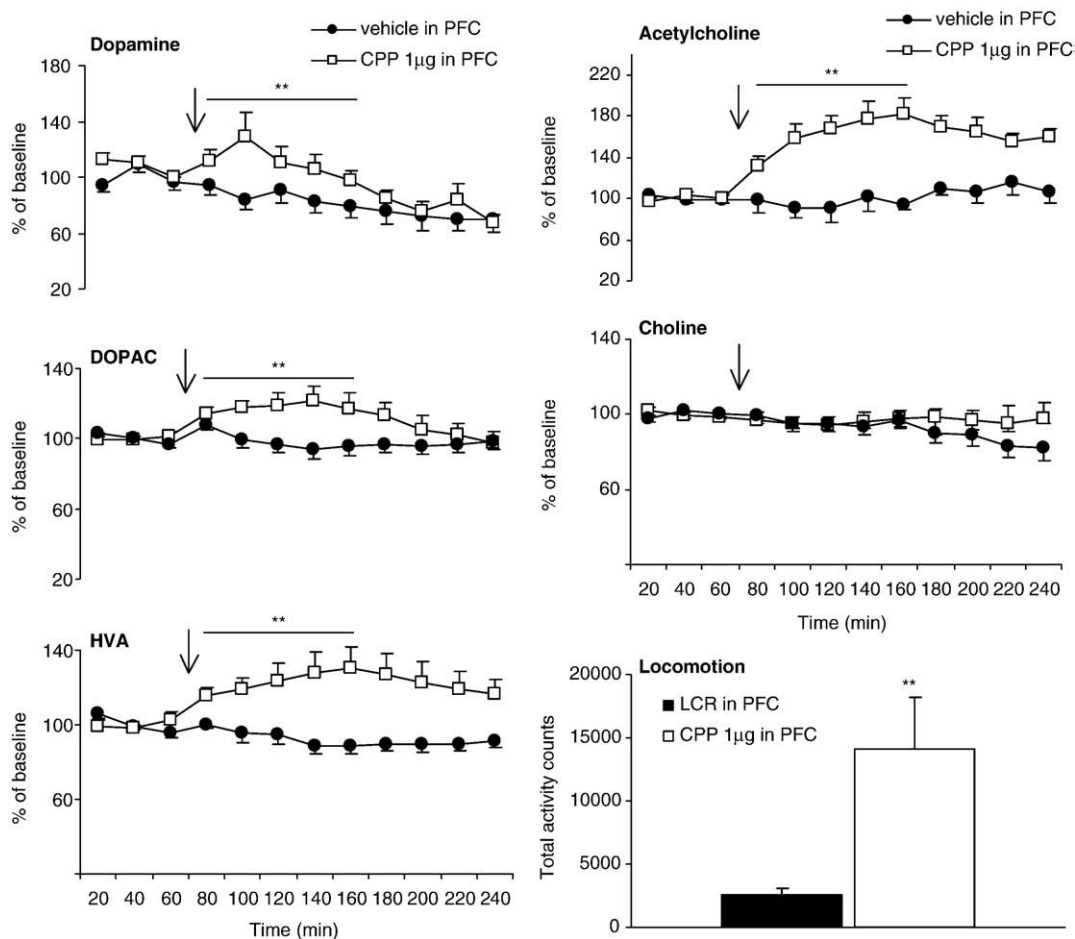 Dopamine
vehicle in PFC
CPP 1µg in PFC
**
180
140
100
60
20
% of baseline
DOPAC
**
140
100
60
20
% of baseline
HVA
**
140
100
60
% of baseline
20 40 60 80 100 120 140 160 180 200 220 240
Time (min)
Acetylcholine
vehicle in PFC
CPP 1µg in PFC
**
220
180
140
100
60
20
% of baseline
Choline
140
100
60
% of baseline
20 40 60 80 100 120 140 160 180 200 220 240
Time (min)
Locomotion
LCR in PFC
CPP 1µg in PFC
**
20000
15000
10000
5000
0
Total activity counts